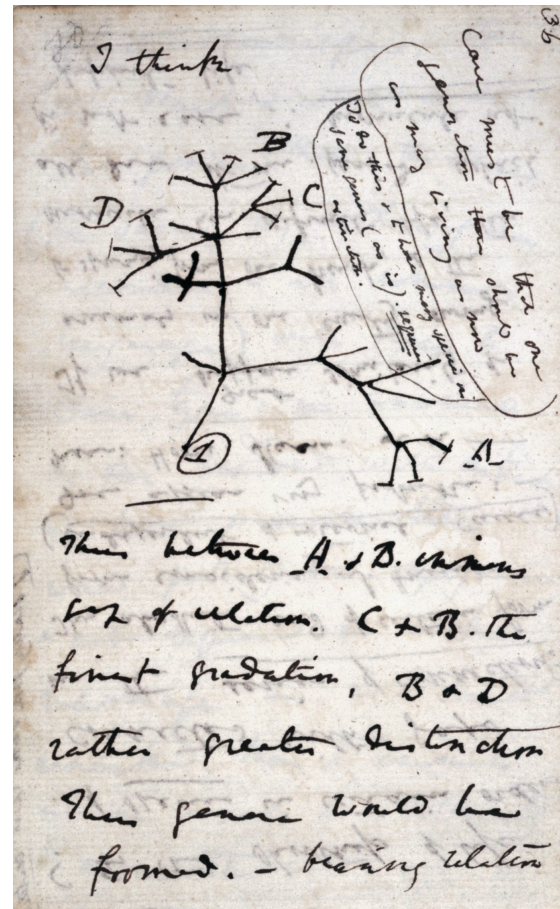 36
I think
Case must be that one
generation then should be
as many living as now
To do this & to have many species in
same genus (as is) requires
extinction.
B
C
D
A
1
Thus between A & B. immense
gap of relation. C & B. the
finest gradation, B & D
rather greater distinction
Thus genera would be
formed. — bearing relation